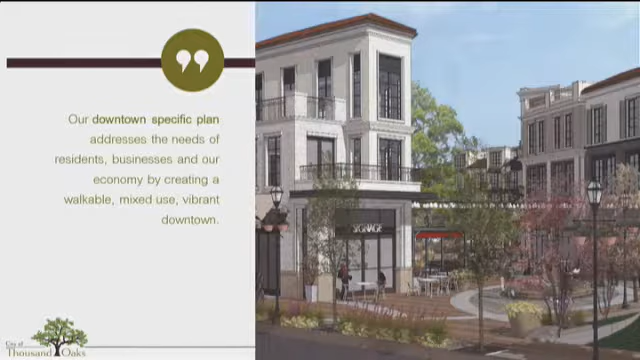 Our downtown specific plan
addresses the needs of
residents, businesses and our
economy by creating a
walkable, mixed use, vibrant
downtown.
SIGNAGE
City of
Thousand Oaks